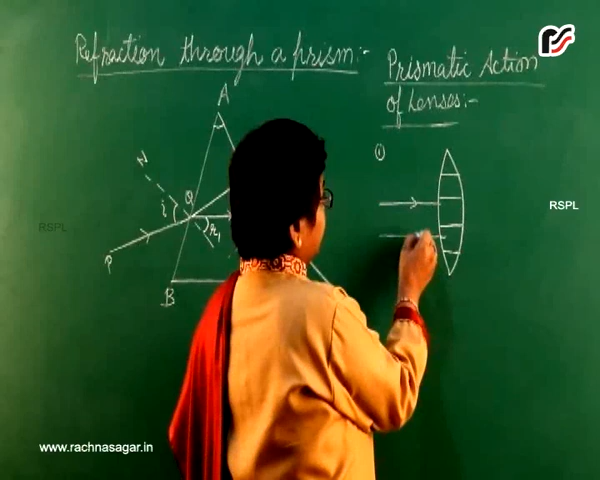 Refraction through a prism:-
Prismatic Action
of Lenses:-
A
①
N
Q
i
r1
P
B
RSPL
RSPL
www.rachnasagar.in